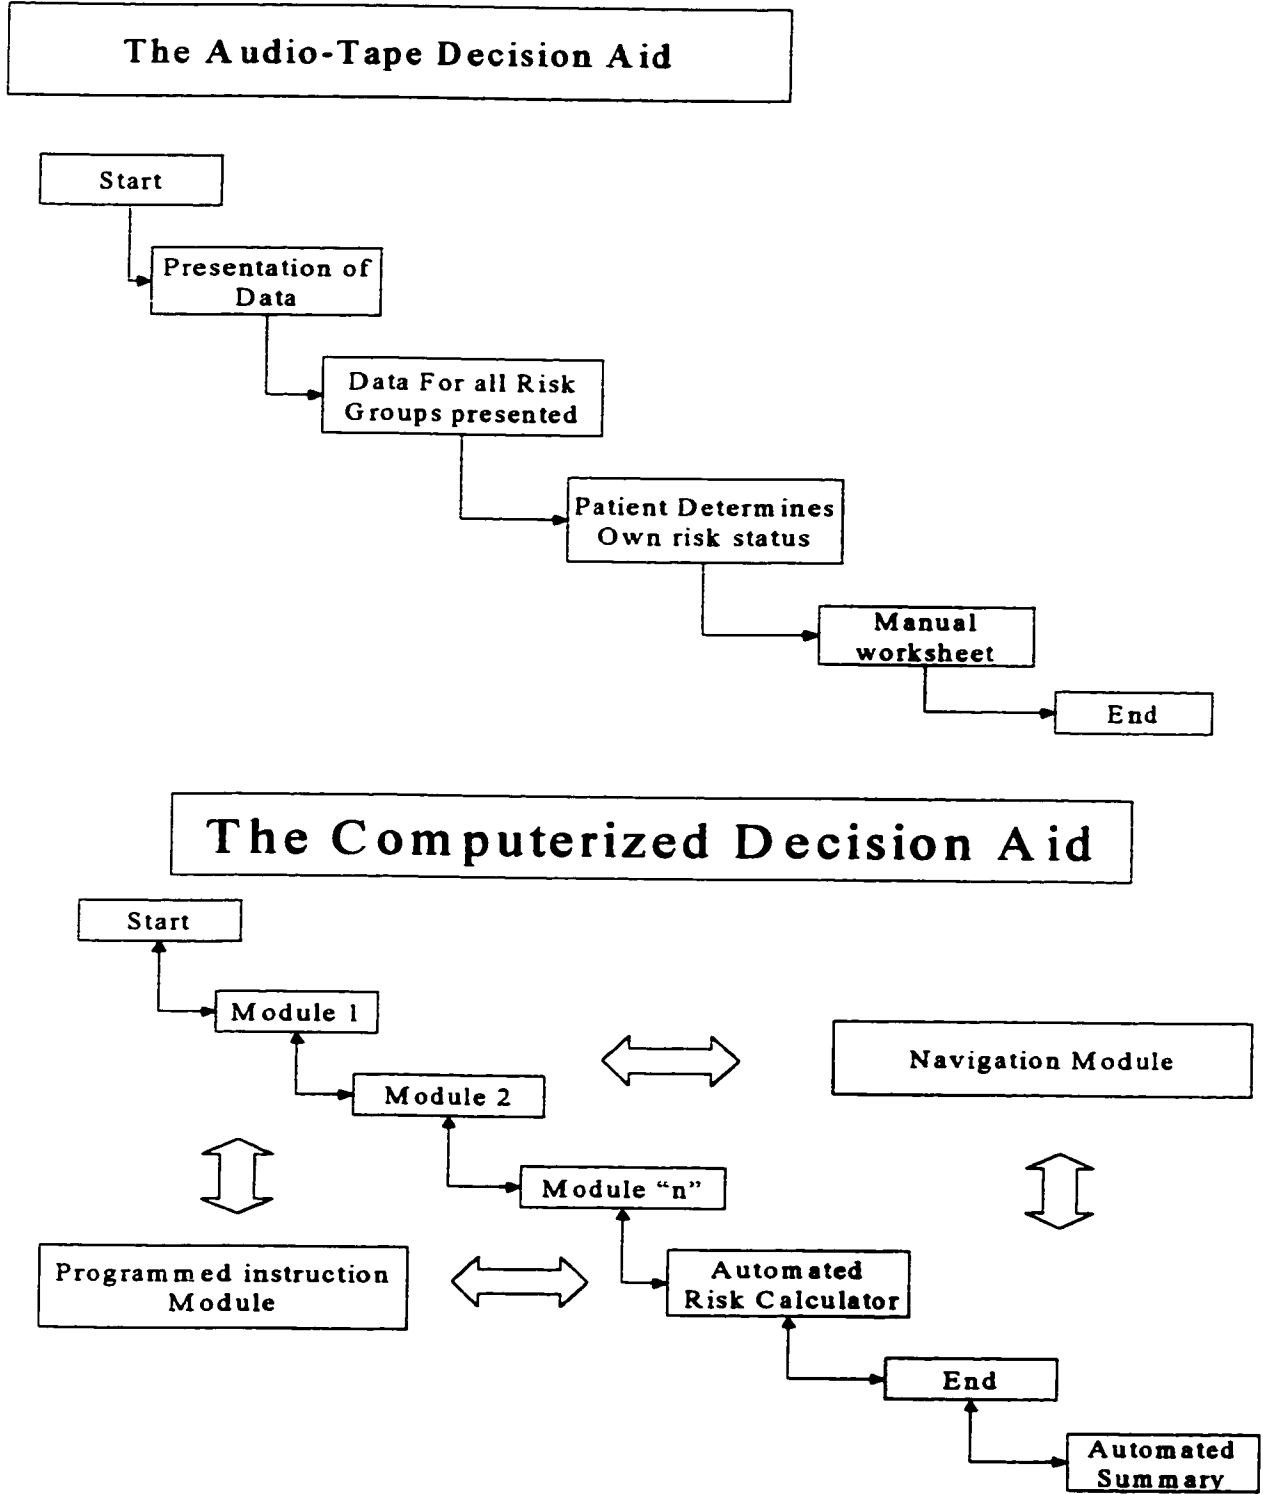 The Audio-Tape Decision Aid
Start
Presentation of
Data
Data For all Risk
Groups presented
Patient Determines
Own risk status
Manual
worksheet
End
The Computerized Decision Aid
Start
Module 1
Module 2
Navigation Module
Module “n”
Programmed instruction
Module
Automated
Risk Calculator
End
Automated
Summary